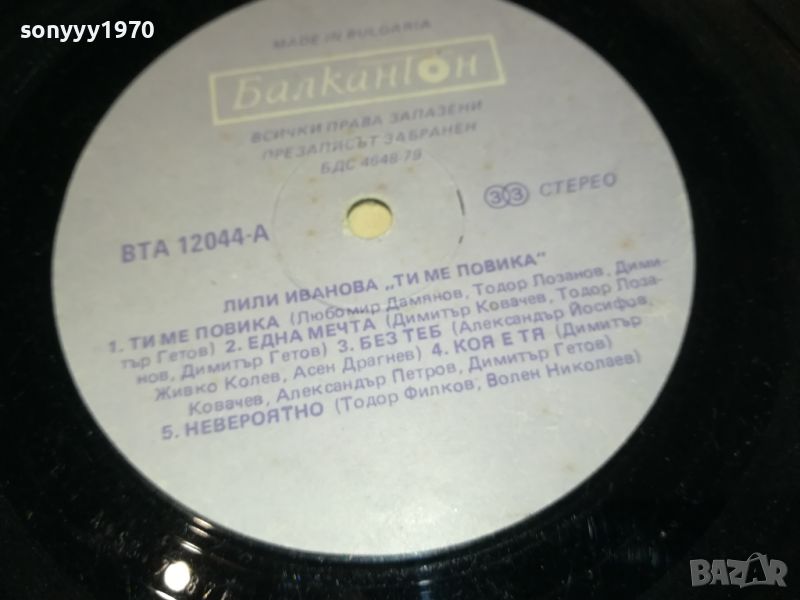 sonyyy1970
MADE IN BULGARIA
Балкантон
ВСИЧКИ ПРАВА ЗАПАЗЕНИ
ПРЕЗАПИСЪТ ЗАБРАНЕН
БДС 4648-79
ВТА 12044-А
33 СТЕРЕО
ЛИЛИ ИВАНОВА „ТИ МЕ ПОВИКА"
1. ТИ МЕ ПОВИКА (Любомир Дамянов, Тодор Лозанов, Дими-
тър Гетов) 2. ЕДНА МЕЧТА (Димитър Ковачев, Тодор Лоза-
нов, Димитър Гетов) 3. БЕЗ ТЕБ (Александър Йосифов,
Живко Колев, Асен Драгнев) 4. КОЯ Е ТЯ (Димитър
Ковачев, Александър Петров, Димитър Гетов)
5. НЕВЕРОЯТНО (Тодор Филков, Волен Николаев)
BAZAR